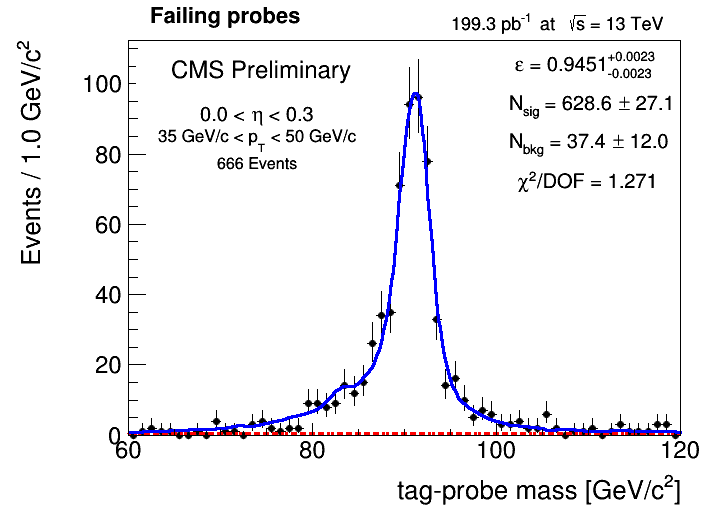 Failing probes
199.3 pb⁻¹ at √s = 13 TeV
CMS Preliminary
0.0 < η < 0.3
35 GeV/c < p_T < 50 GeV/c
666 Events
ε = 0.9451 +0.0023 -0.0023
N_sig = 628.6 ± 27.1
N_bkg = 37.4 ± 12.0
χ²/DOF = 1.271
Events / 1.0 GeV/c²
100
80
60
40
20
0
60 80 100 120
tag-probe mass [GeV/c²]